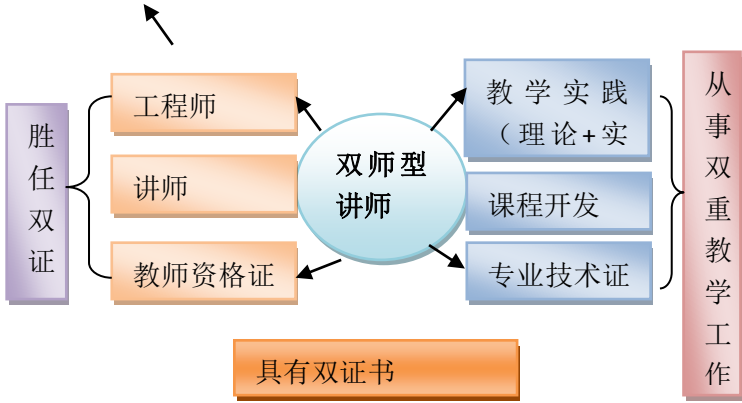 胜任双证
工程师
讲师
教师资格证
双师型
讲师
教学实践
（理论+实
课程开发
专业技术证
从事双重教学工作
具有双证书